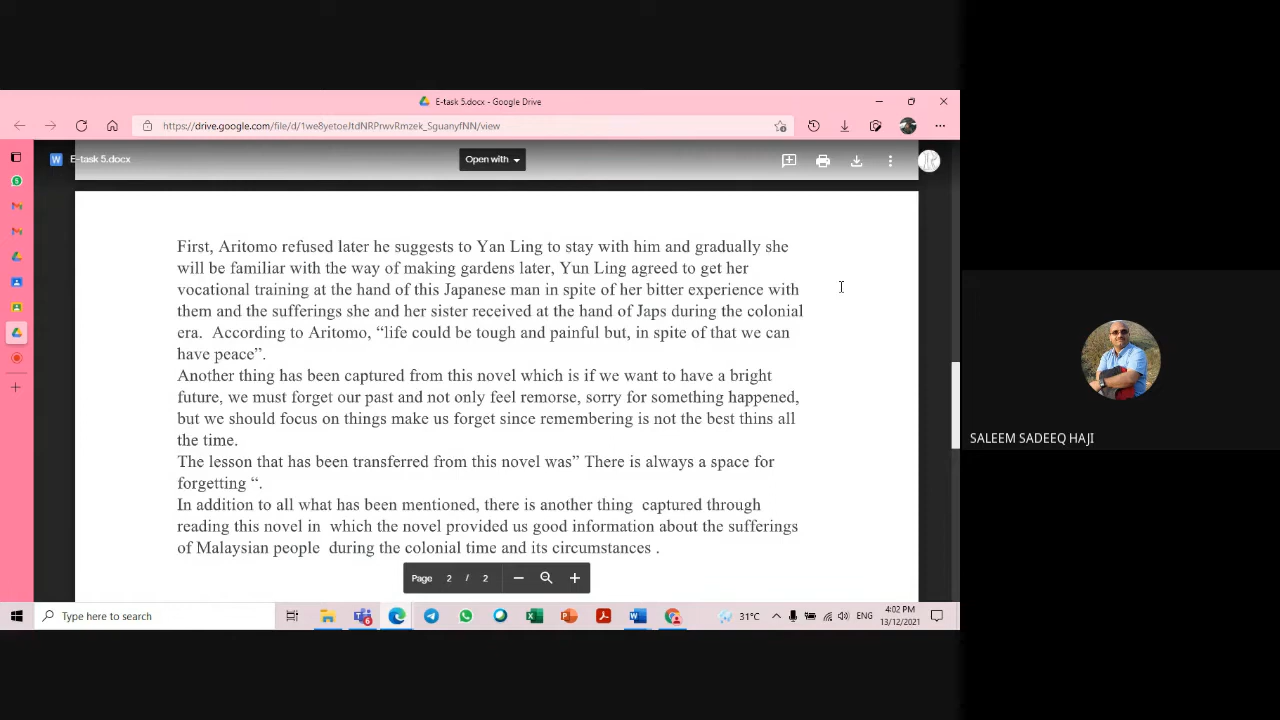 E-task 5.docx - Google Drive
https://drive.google.com/file/d/1we8yetoeJtdNRPrwvRmzek_SguanyfNN/view
W E-task 5.docx
Open with
First, Aritomo refused later he suggests to Yan Ling to stay with him and gradually she
will be familiar with the way of making gardens later, Yun Ling agreed to get her
vocational training at the hand of this Japanese man in spite of her bitter experience with
them and the sufferings she and her sister received at the hand of Japs during the colonial
era.  According to Aritomo, “life could be tough and painful but, in spite of that we can
have peace”.
Another thing has been captured from this novel which is if we want to have a bright
future, we must forget our past and not only feel remorse, sorry for something happened,
but we should focus on things make us forget since remembering is not the best thins all
the time.
The lesson that has been transferred from this novel was” There is always a space for
forgetting “.
In addition to all what has been mentioned, there is another thing  captured through
reading this novel in  which the novel provided us good information about the sufferings
of Malaysian people  during the colonial time and its circumstances .
Page 2 / 2
SALEEM SADEEQ HAJI
Type here to search
31°C
ENG
4:02 PM
13/12/2021